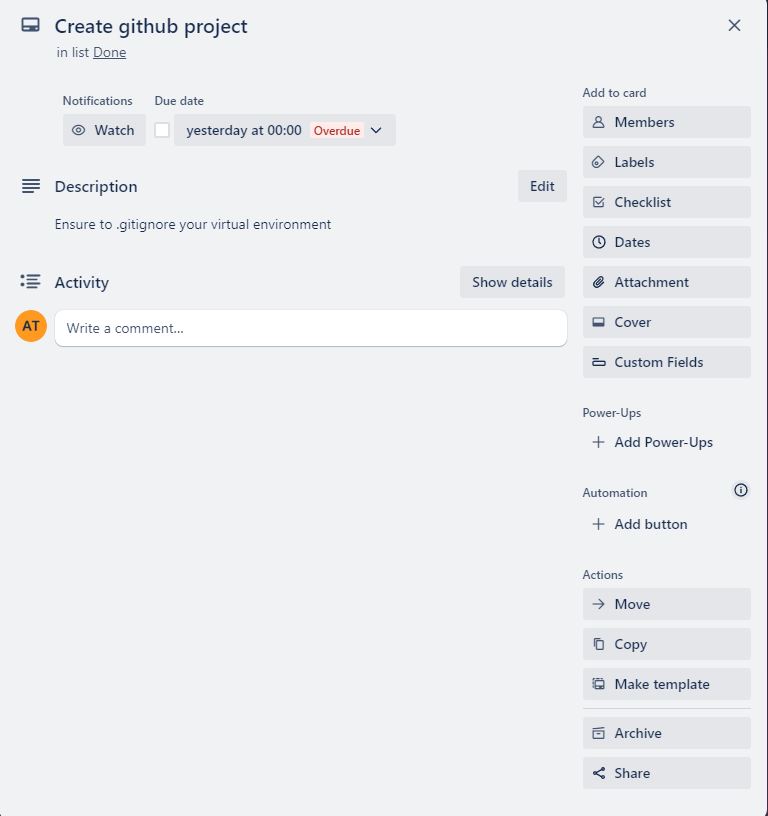 Create github project
in list Done
Notifications
Due date
Watch
yesterday at 00:00 Overdue
Description
Edit
Ensure to .gitignore your virtual environment
Activity
Show details
AT
Write a comment...
Add to card
Members
Labels
Checklist
Dates
Attachment
Cover
Custom Fields
Power-Ups
Add Power-Ups
Automation
Add button
Actions
Move
Copy
Make template
Archive
Share